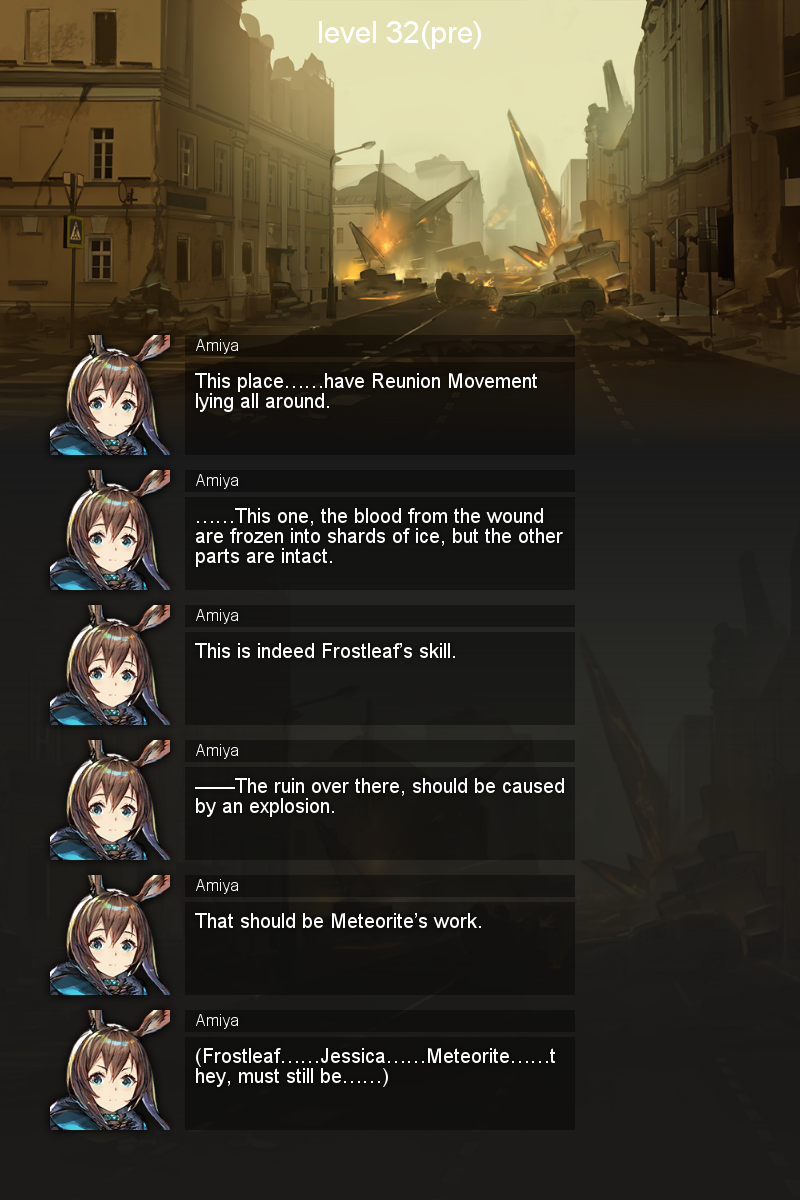 level 32(pre)
Amiya
This place……have Reunion Movement
lying all around.
Amiya
……This one, the blood from the wound
are frozen into shards of ice, but the other
parts are intact.
Amiya
This is indeed Frostleaf’s skill.
Amiya
——The ruin over there, should be caused
by an explosion.
Amiya
That should be Meteorite’s work.
Amiya
(Frostleaf……Jessica……Meteorite……t
hey, must still be……)